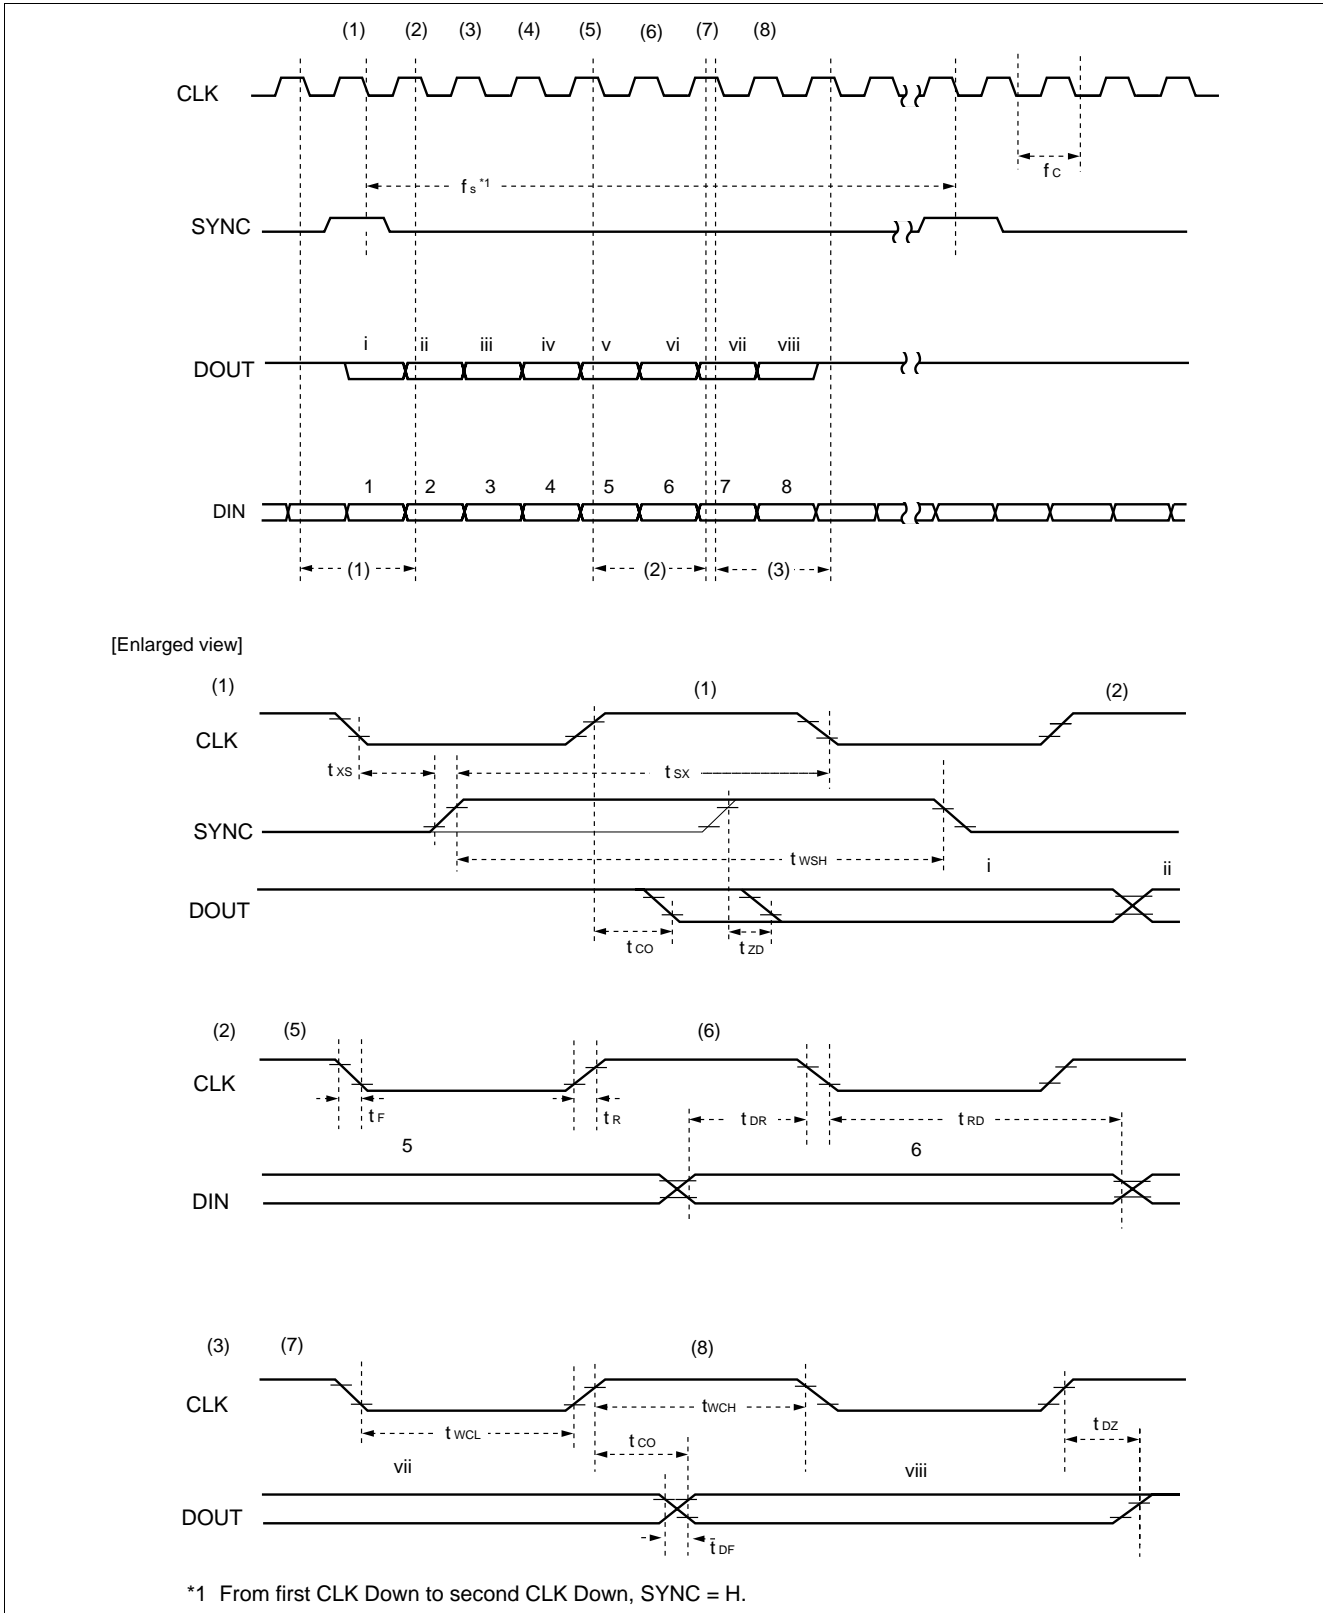 (1) (2) (3) (4) (5) (6) (7) (8)
CLK
fC
fs *1
SYNC
i ii iii iv v vi vii viii
DOUT
1 2 3 4 5 6 7 8
DIN
(1) (2) (3)
[Enlarged view]
(1) (1) (2)
CLK
tXS tSX
SYNC
tWSH
i ii
DOUT
tCO tZD
(2) (5) (6)
CLK
tF tR tDR tRD
5 6
DIN
(3) (7) (8)
CLK
tWCL tWCH tCO tDZ
vii viii
DOUT
tDF
*1 From first CLK Down to second CLK Down, SYNC = H.